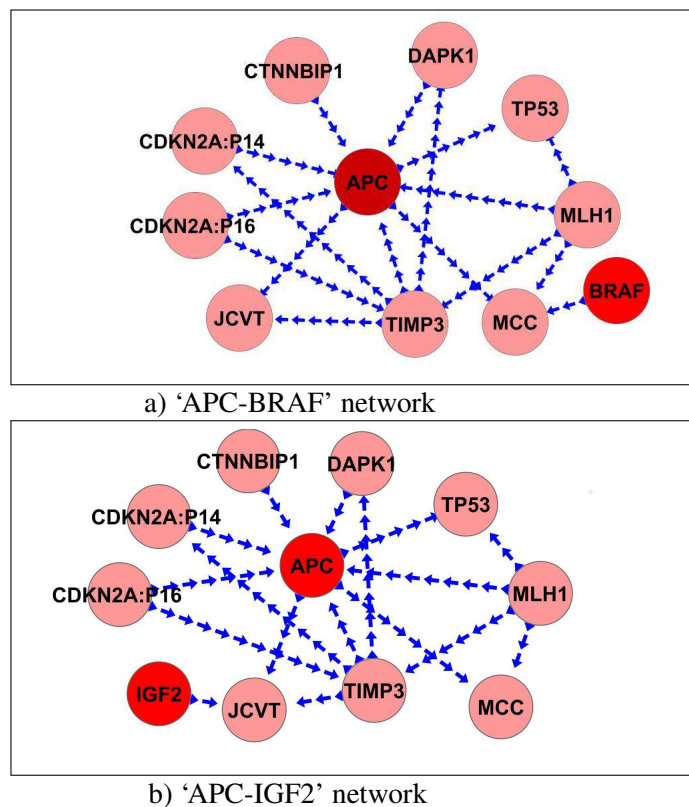 CTNNBIP1
DAPK1
TP53
CDKN2A:P14
APC
MLH1
CDKN2A:P16
BRAF
JCVT
TIMP3
MCC
a) ‘APC-BRAF’ network
CTNNBIP1
DAPK1
TP53
CDKN2A:P14
APC
CDKN2A:P16
MLH1
IGF2
JCVT
TIMP3
MCC
b) ‘APC-IGF2’ network